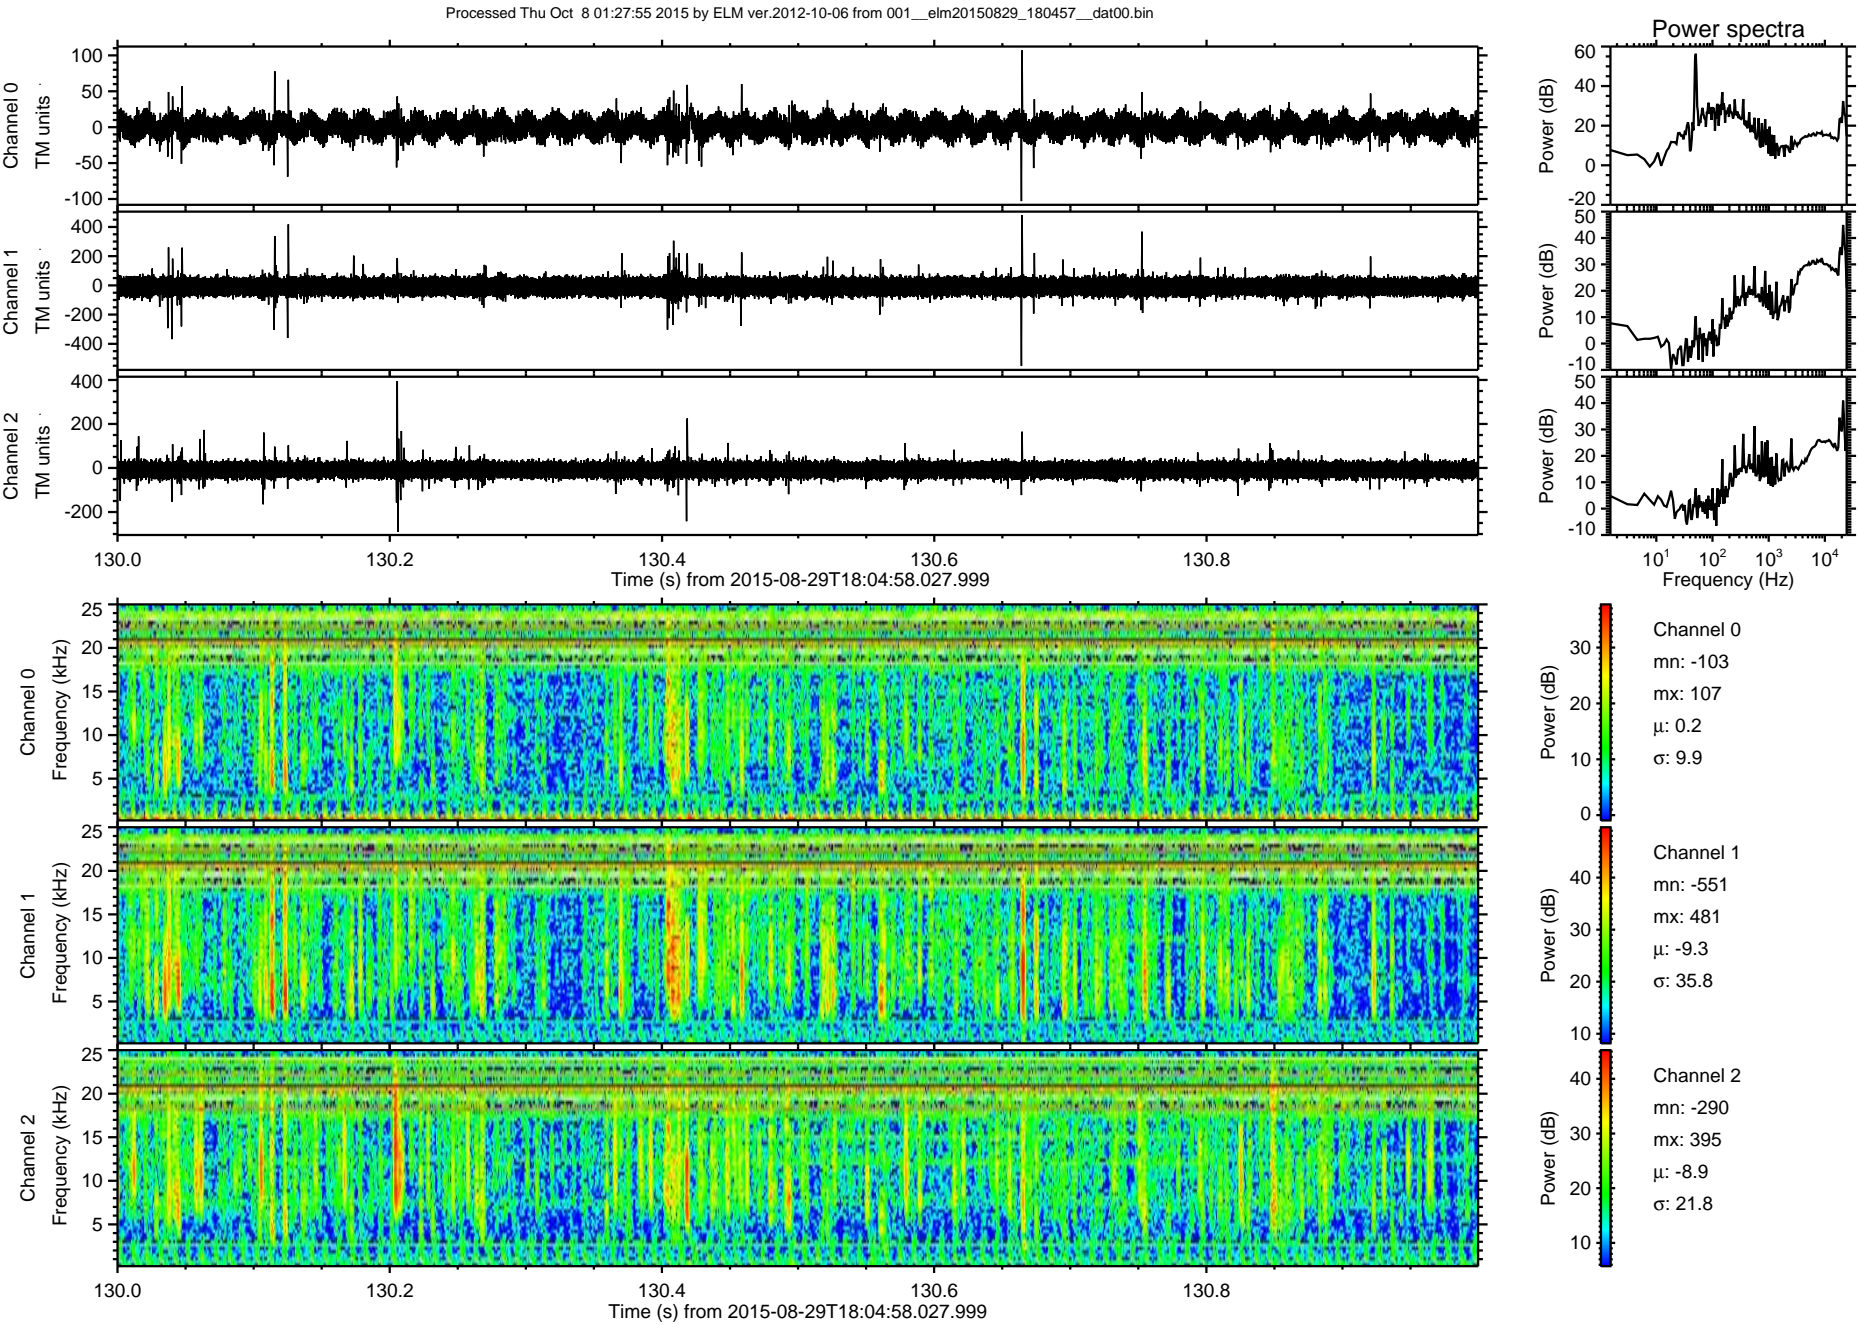 Processed Thu Oct  8 01:27:55 2015 by ELM ver.2012-10-06 from 001__elm20150829_180457__dat00.bin
Power spectra
Channel 0
TM units
100
50
0
-50
-100
Power (dB)
60
40
20
0
-20
Channel 1
TM units
400
200
0
-200
-400
Power (dB)
50
40
30
20
10
0
-10
Channel 2
TM units
400
200
0
-200
Power (dB)
50
40
30
20
10
0
-10
130.0 130.2 130.4 130.6 130.8
Time (s) from 2015-08-29T18:04:58.027.999
10¹ 10² 10³ 10⁴
Frequency (Hz)
Channel 0
Frequency (kHz)
25
20
15
10
5
Power (dB)
30
20
10
0
Channel 0
mn: -103
mx: 107
μ: 0.2
σ: 9.9
Channel 1
Frequency (kHz)
25
20
15
10
5
Power (dB)
40
30
20
10
Channel 1
mn: -551
mx: 481
μ: -9.3
σ: 35.8
Channel 2
Frequency (kHz)
25
20
15
10
5
Power (dB)
40
30
20
10
Channel 2
mn: -290
mx: 395
μ: -8.9
σ: 21.8
130.0 130.2 130.4 130.6 130.8
Time (s) from 2015-08-29T18:04:58.027.999